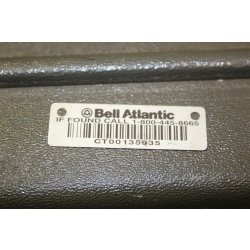 Bell Atlantic
IF FOUND CALL 1-800-445-8665
CT00135935